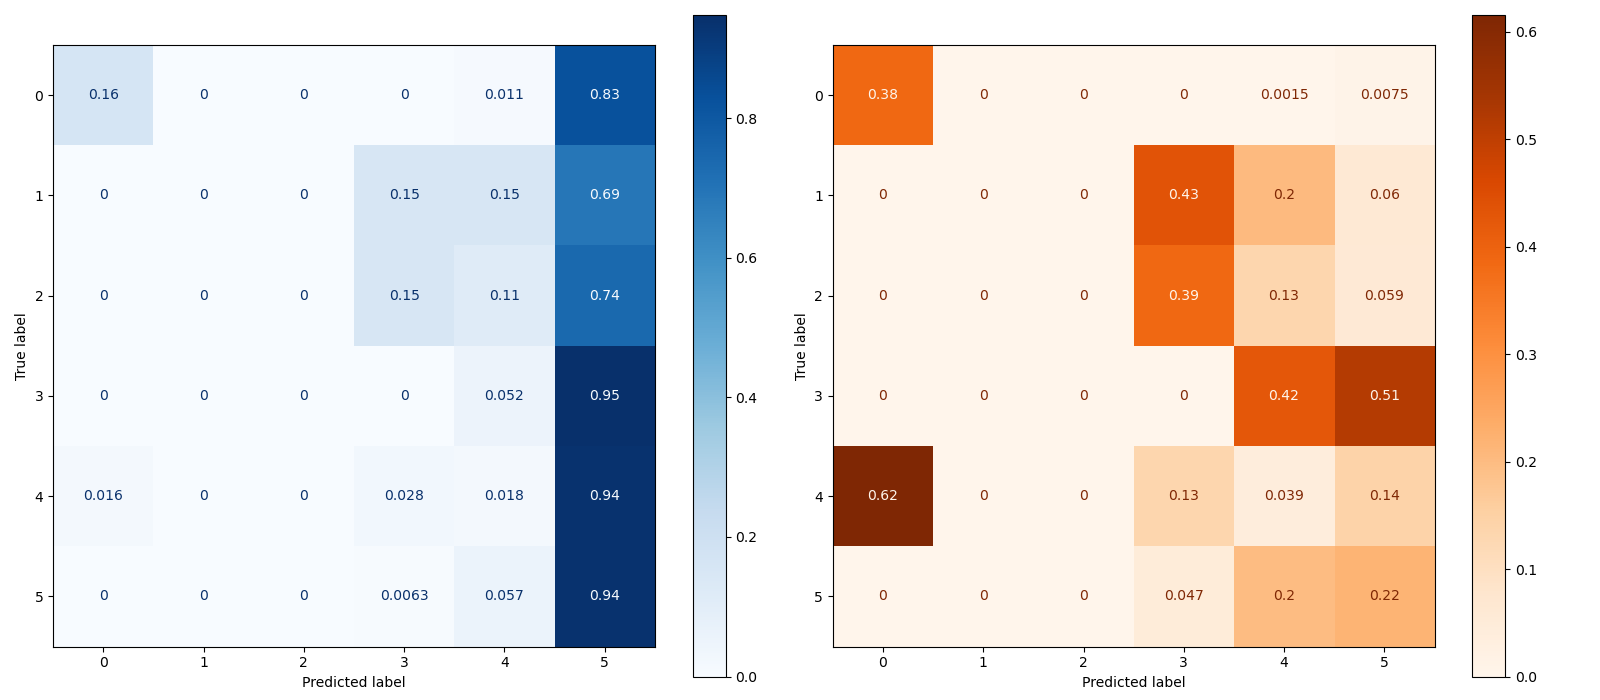 0 0.16 0 0 0 0.011 0.83
1 0 0 0 0.15 0.15 0.69
2 0 0 0 0.15 0.11 0.74
3 0 0 0 0 0.052 0.95
4 0.016 0 0 0.028 0.018 0.94
5 0 0 0 0.0063 0.057 0.94
0 1 2 3 4 5
Predicted label
True label
0.8
0.6
0.4
0.2
0.0
0 0.38 0 0 0 0.0015 0.0075
1 0 0 0 0.43 0.2 0.06
2 0 0 0 0.39 0.13 0.059
3 0 0 0 0 0.42 0.51
4 0.62 0 0 0.13 0.039 0.14
5 0 0 0 0.047 0.2 0.22
0 1 2 3 4 5
Predicted label
True label
0.6
0.5
0.4
0.3
0.2
0.1
0.0